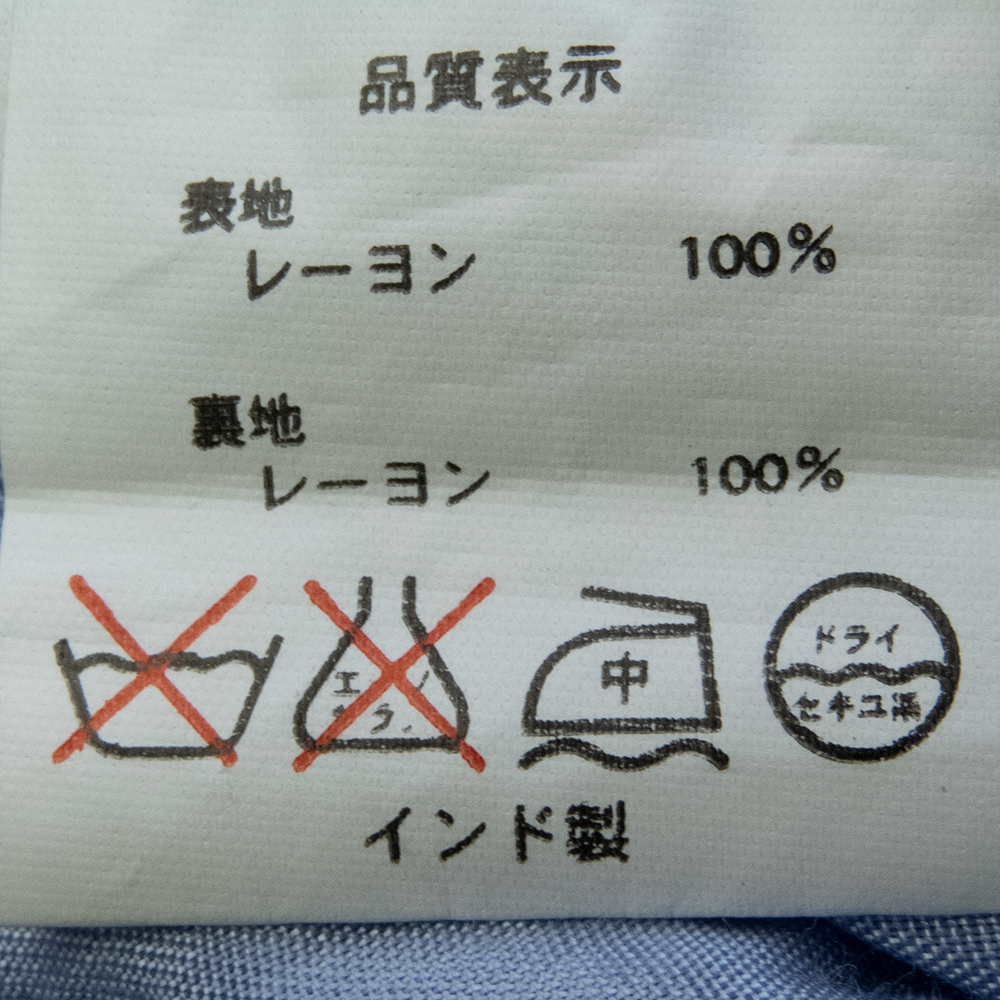 品質表示
表地
レーヨン 100%
裏地
レーヨン 100%
中
ドライ
セキユ系
インド製